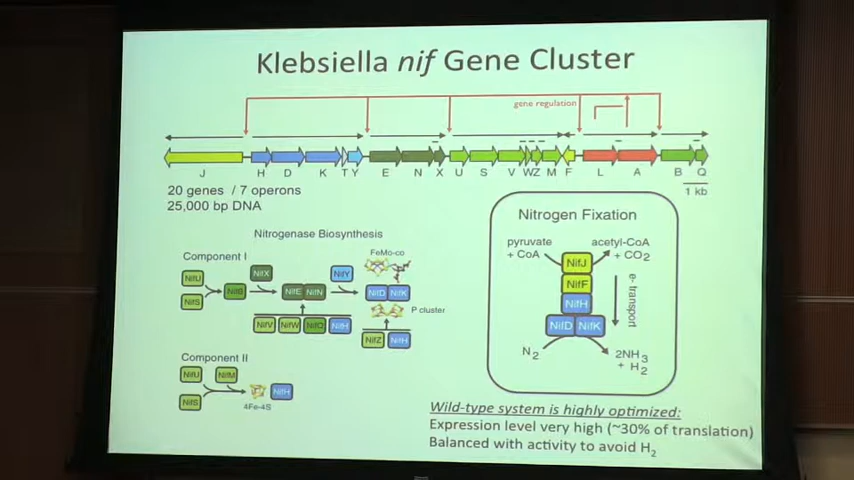 Klebsiella nif Gene Cluster
gene regulation
J H D K T Y E N X U S V W Z M F L A B Q
1 kb
20 genes / 7 operons
25,000 bp DNA
Nitrogenase Biosynthesis
Component I
FeMo-co
NifU
NifS
NifB
NifX
NifE NifN
NifY
NifD NifK
P cluster
NifV NifW NifQ NifH
NifZ NifH
Component II
NifU NifM
NifS
4Fe-4S
NifH
Nitrogen Fixation
pyruvate
+ CoA
acetyl-CoA
+ CO2
NifJ
NifF
NifH
NifD NifK
e- transport
N2
2NH3
+ H2
Wild-type system is highly optimized:
Expression level very high (~30% of translation)
Balanced with activity to avoid H2